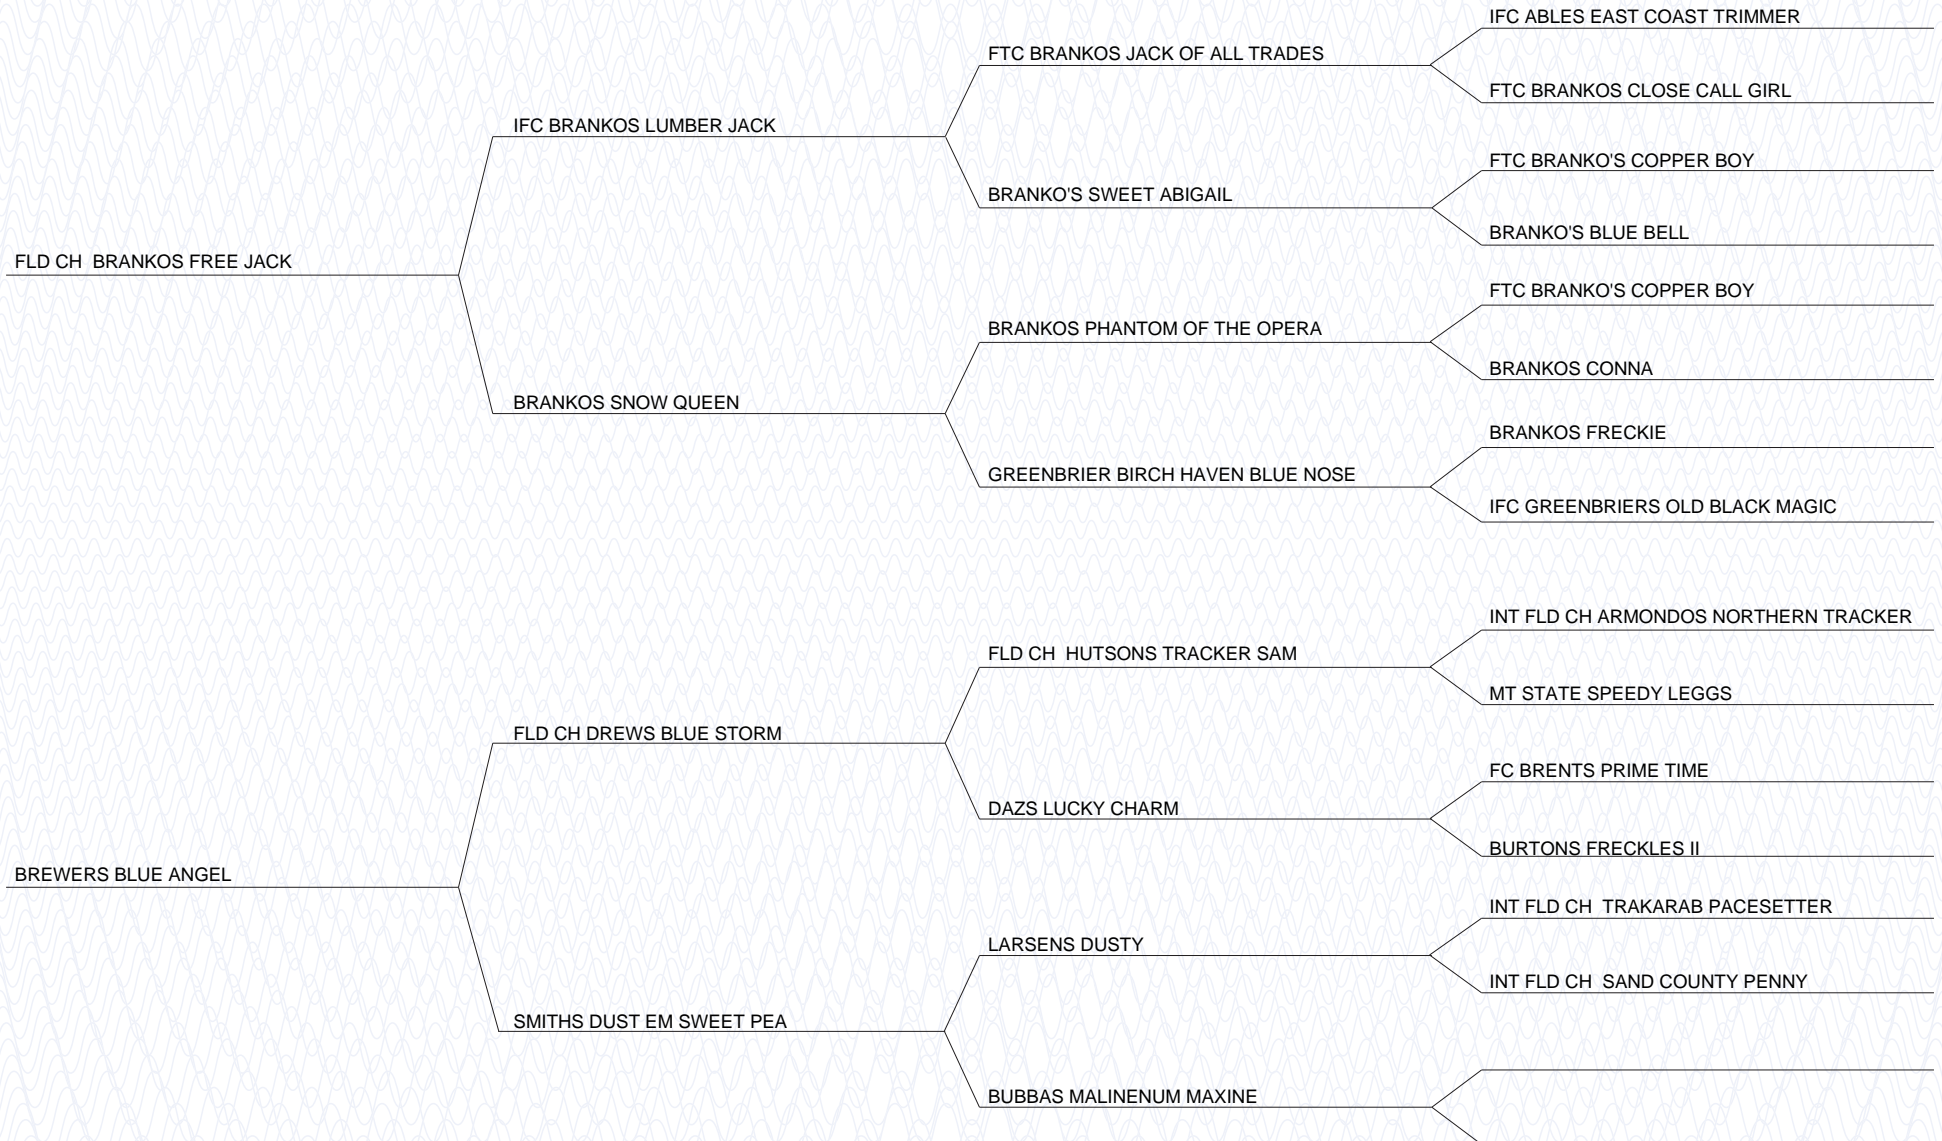 IFC ABLES EAST COAST TRIMMER
FTC BRANKOS JACK OF ALL TRADES
FTC BRANKOS CLOSE CALL GIRL
IFC BRANKOS LUMBER JACK
FTC BRANKO'S COPPER BOY
BRANKO'S SWEET ABIGAIL
BRANKO'S BLUE BELL
FLD CH  BRANKOS FREE JACK
FTC BRANKO'S COPPER BOY
BRANKOS PHANTOM OF THE OPERA
BRANKOS CONNA
BRANKOS SNOW QUEEN
BRANKOS FRECKIE
GREENBRIER BIRCH HAVEN BLUE NOSE
IFC GREENBRIERS OLD BLACK MAGIC
INT FLD CH ARMONDOS NORTHERN TRACKER
FLD CH  HUTSONS TRACKER SAM
MT STATE SPEEDY LEGGS
FLD CH DREWS BLUE STORM
FC BRENTS PRIME TIME
DAZS LUCKY CHARM
BURTONS FRECKLES II
BREWERS BLUE ANGEL
INT FLD CH  TRAKARAB PACESETTER
LARSENS DUSTY
INT FLD CH  SAND COUNTY PENNY
SMITHS DUST EM SWEET PEA
BUBBAS MALINENUM MAXINE